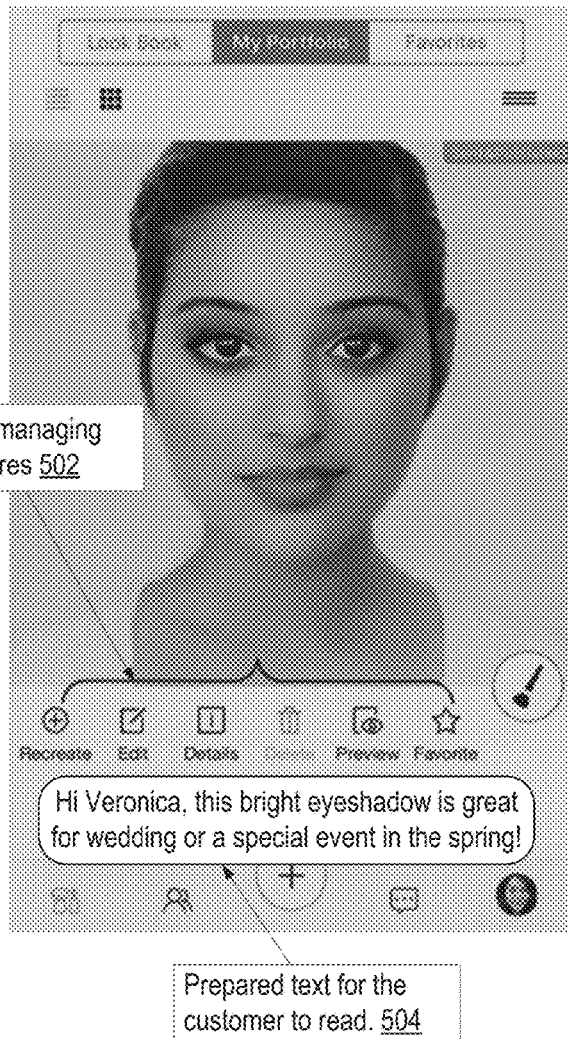 Look Book My Portfolio Favorites
managing
res 502
Recreate Edit Details Delete Preview Favorite
Hi Veronica, this bright eyeshadow is great
for wedding or a special event in the spring!
Prepared text for the
customer to read. 504